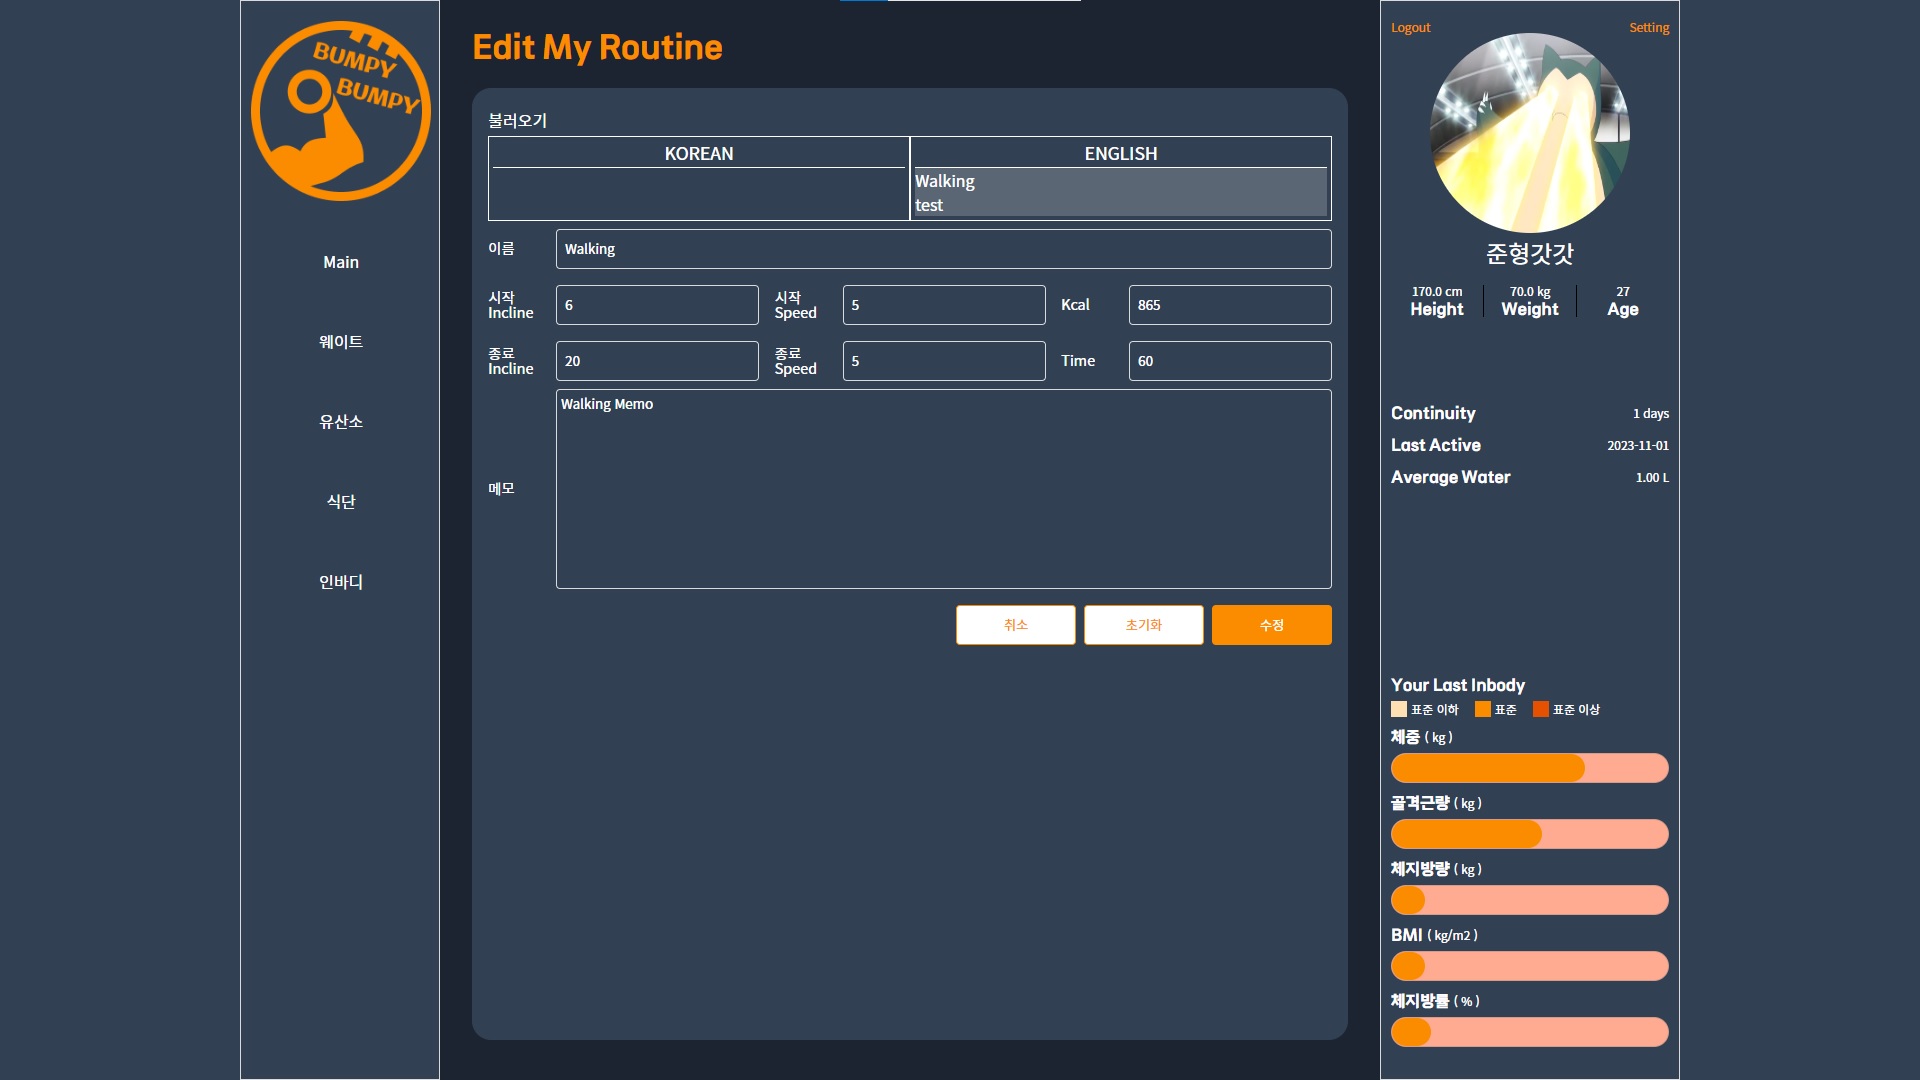 BUMPY
BUMPY
Main
웨이트
유산소
식단
인바디
Edit My Routine
불러오기
KOREAN
ENGLISH
Walking
test
이름
Walking
시작
Incline
6
시작
Speed
5
Kcal
865
종료
Incline
20
종료
Speed
5
Time
60
메모
Walking Memo
취소
초기화
수정
Logout
Setting
준형갓갓
170.0 cm
Height
70.0 kg
Weight
27
Age
Continuity
1 days
Last Active
2023-11-01
Average Water
1.00 L
Your Last Inbody
표준 이하
표준
표준 이상
체중 ( kg )
골격근량 ( kg )
체지방량 ( kg )
BMI ( kg/m2 )
체지방률 ( % )